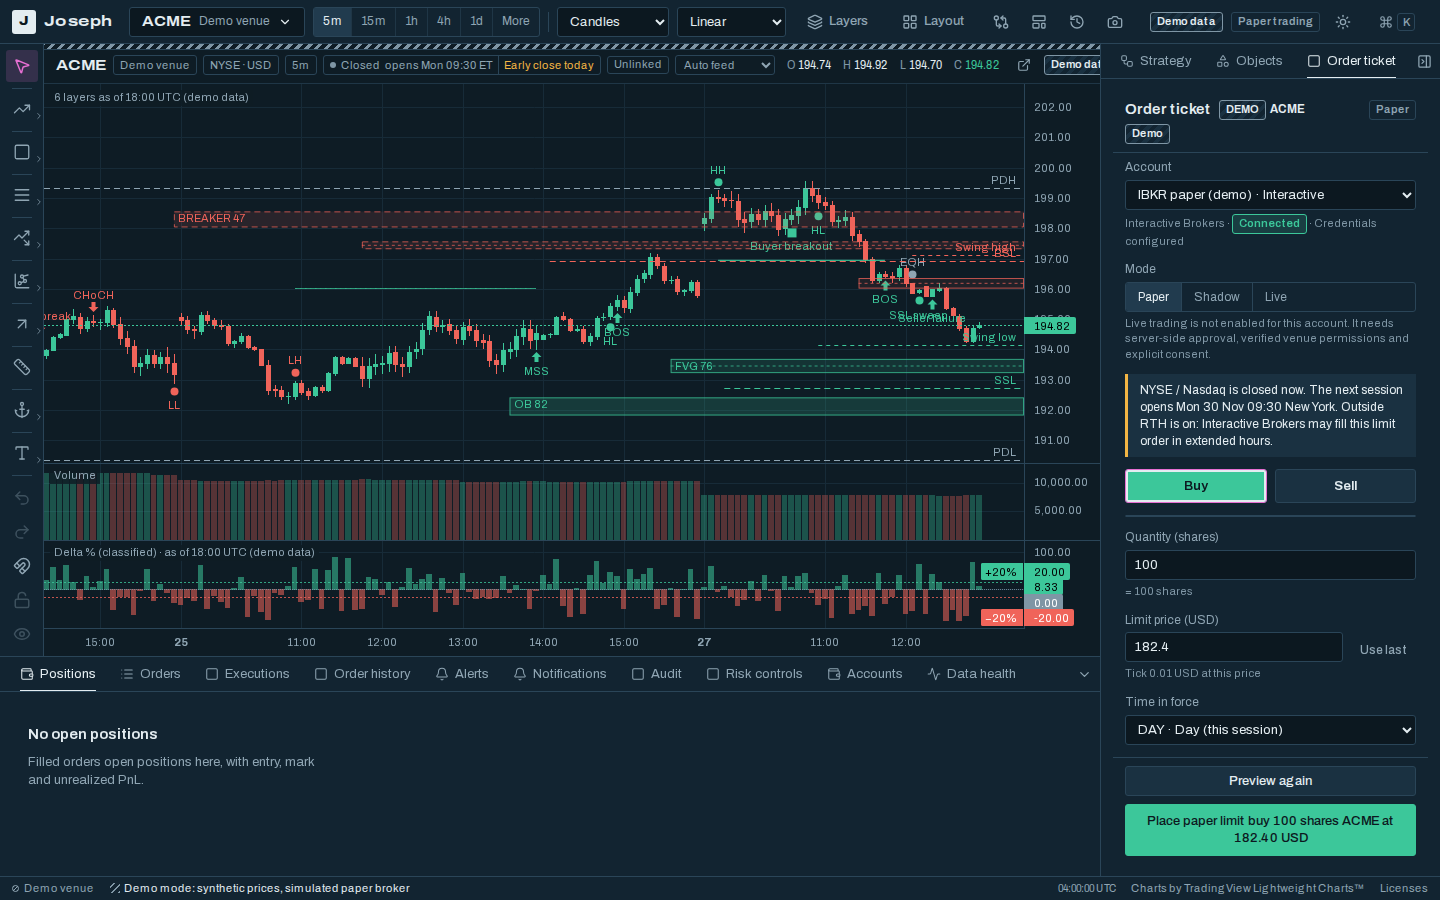 J Joseph ACME Demo venue 5m 15m 1h 4h 1d More Candles Linear Layers Layout Demo data Paper trading ⌘ K
ACME Demo venue NYSE·USD 5m Closed opens Mon 09:30 ET Early close today Unlinked Auto feed O 194.74 H 194.92 L 194.70 C 194.82 Demo dat
6 layers as of 18:00 UTC (demo data)
202.00
201.00
200.00
HH
PDH
199.00
BREAKER 47
198.00
HL
Buyer breakout
Swing high
BSL
197.00
EQH
196.00
CHoCH
BOS
break
SSL sweep
Seller failure
194.82
BOS
HL
Swing low
194.00
LH
FVG 76
MSS
193.00
SSL
LL
OB 82
192.00
191.00
PDL
Volume
10,000.00
5,000.00
Delta % (classified) · as of 18:00 UTC (demo data)
100.00
+20% 20.00
8.33
0.00
−20% -20.00
15:00 25 11:00 12:00 13:00 14:00 15:00 27 11:00 12:00
Positions Orders Executions Order history Alerts Notifications Audit Risk controls Accounts Data health
No open positions
Filled orders open positions here, with entry, mark
and unrealized PnL.
Strategy Objects Order ticket
Order ticket DEMO ACME Paper
Demo
Account
IBKR paper (demo) · Interactive
Interactive Brokers · Connected · Credentials
configured
Mode
Paper Shadow Live
Live trading is not enabled for this account. It needs
server-side approval, verified venue permissions and
explicit consent.
NYSE / Nasdaq is closed now. The next session
opens Mon 30 Nov 09:30 New York. Outside
RTH is on: Interactive Brokers may fill this limit
order in extended hours.
Buy Sell
Quantity (shares)
100
= 100 shares
Limit price (USD)
182.4 Use last
Tick 0.01 USD at this price
Time in force
DAY · Day (this session)
Preview again
Place paper limit buy 100 shares ACME at
182.40 USD
Demo venue Demo mode: synthetic prices, simulated paper broker 04:00:00 UTC Charts by TradingView Lightweight Charts™ Licenses